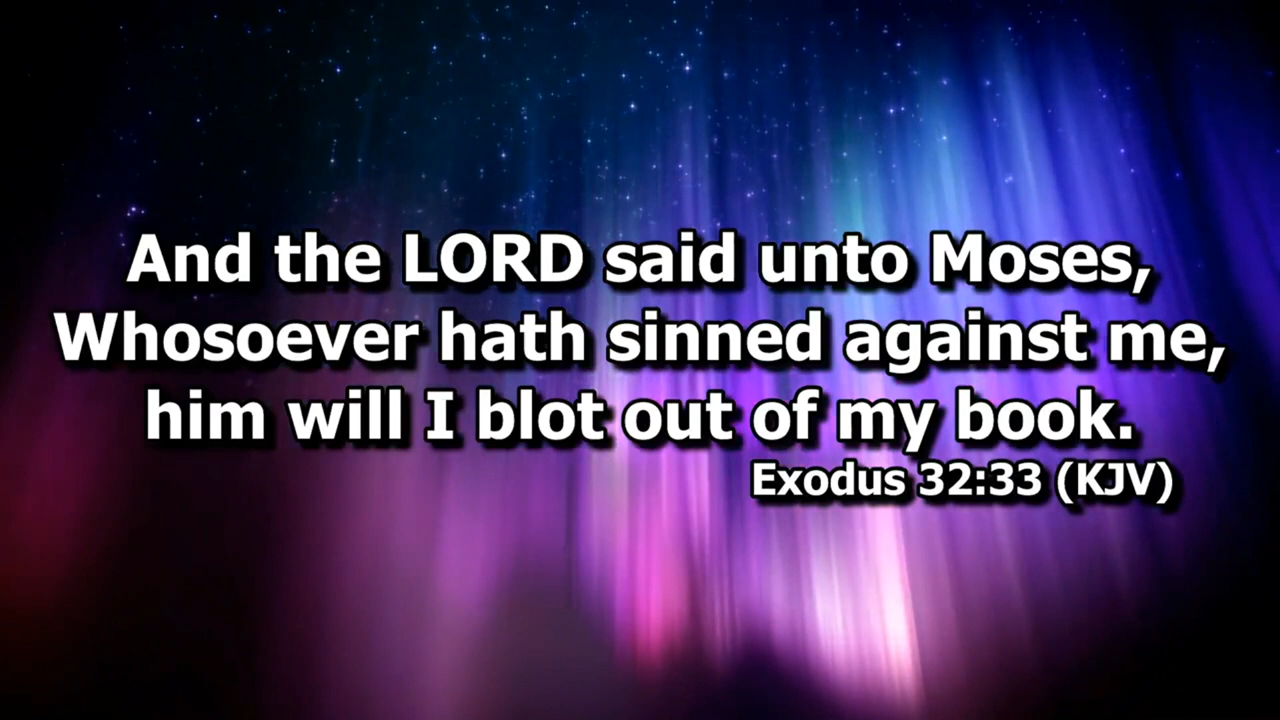 And the LORD said unto Moses,
Whosoever hath sinned against me,
him will I blot out of my book.
Exodus 32:33 (KJV)